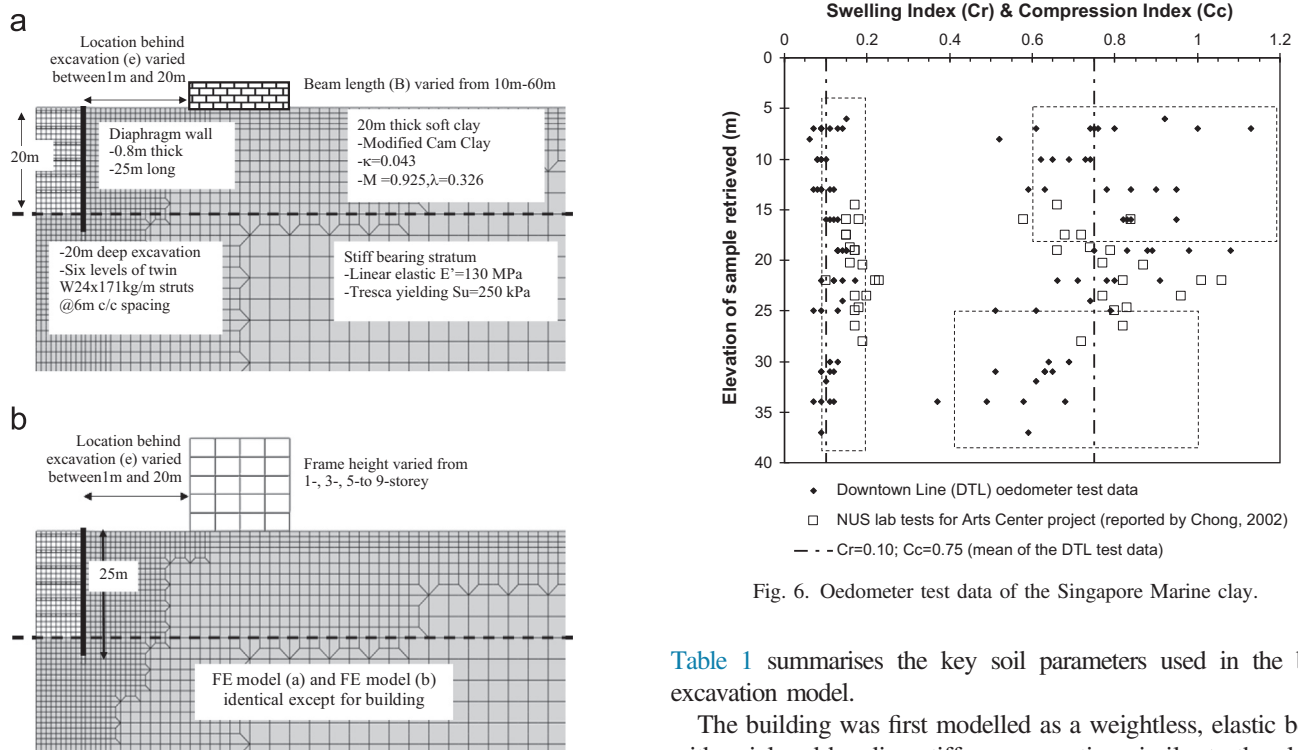 a
Location behind
excavation (e) varied
between1m and 20m
Beam length (B) varied from 10m-60m
20m
Diaphragm wall
-0.8m thick
-25m long
20m thick soft clay
-Modified Cam Clay
-κ=0.043
-M =0.925,λ=0.326
-20m deep excavation
-Six levels of twin
W24x171kg/m struts
@6m c/c spacing
Stiff bearing stratum
-Linear elastic E’=130 MPa
-Tresca yielding Su=250 kPa
b
Location behind
excavation (e) varied
between1m and 20m
Frame height varied from
1-, 3-, 5-to 9-storey
25m
FE model (a) and FE model (b)
identical except for building
Swelling Index (Cr) & Compression Index (Cc)
0 0.2 0.4 0.6 0.8 1 1.2
Elevation of sample retrieved (m)
0
5
10
15
20
25
30
35
40
Downtown Line (DTL) oedometer test data
NUS lab tests for Arts Center project (reported by Chong, 2002)
Cr=0.10; Cc=0.75 (mean of the DTL test data)
Fig. 6. Oedometer test data of the Singapore Marine clay.
Table 1 summarises the key soil parameters used in the
excavation model.
The building was first modelled as a weightless, elastic